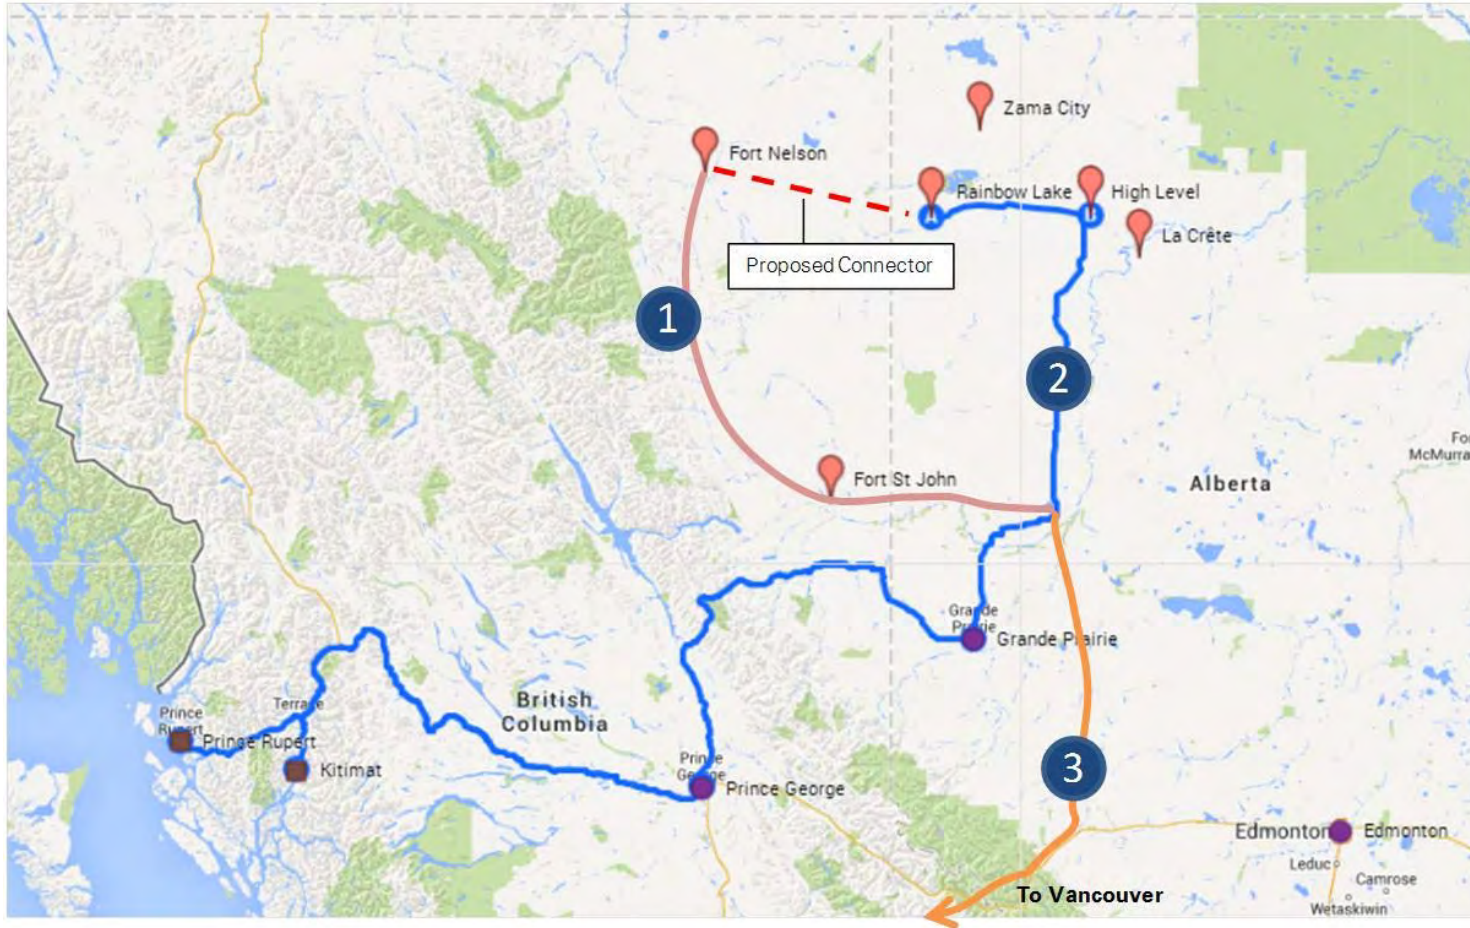 Zama City
Fort Nelson
Rainbow Lake
High Level
La Crête
A
Proposed Connector
1
2
Fort St John
Alberta
Fo
McMurra
Grande
Prairie
Grande Prairie
British
Columbia
Terrace
Prince
Rupert
Prince Rupert
Kitimat
Prince
George
Prince George
3
Edmonton
Edmonton
Leduc
Camrose
Wetaskiwin
To Vancouver